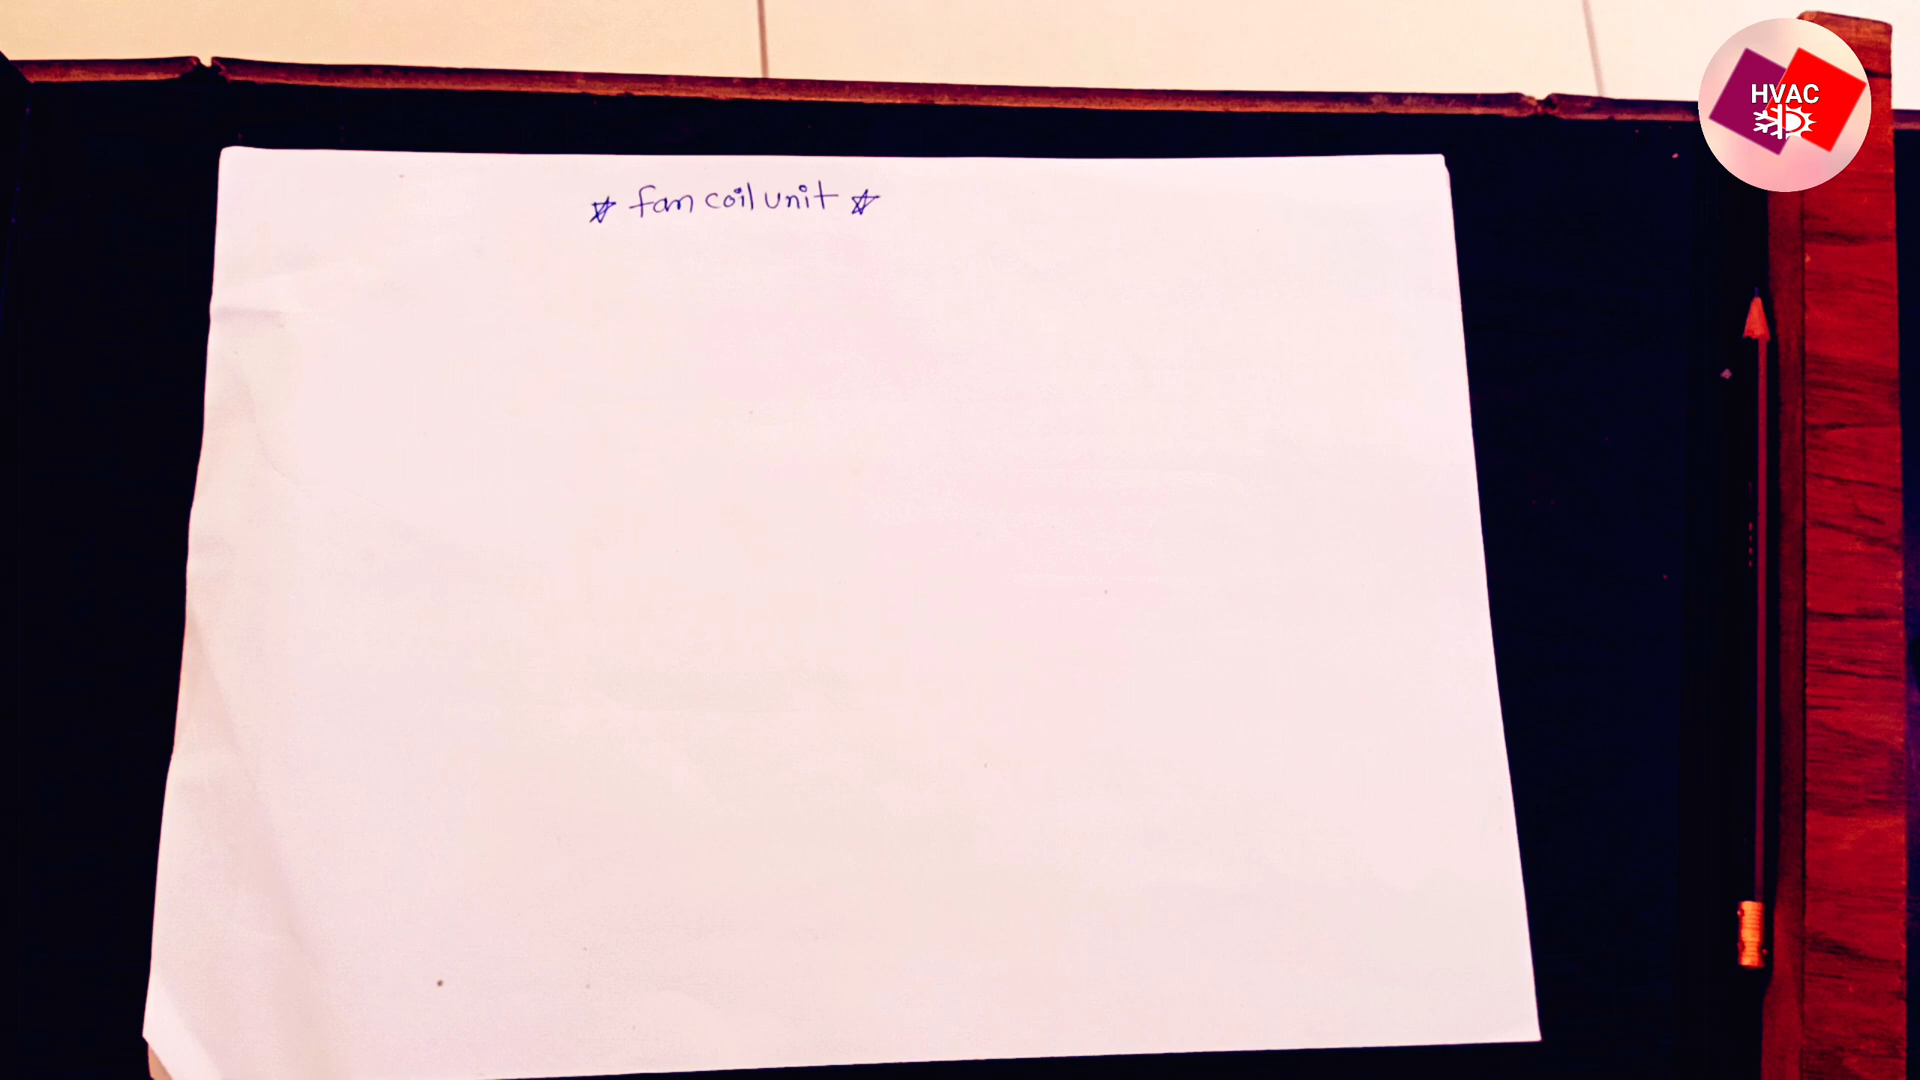 ☆ fan coil unit ☆
HVAC